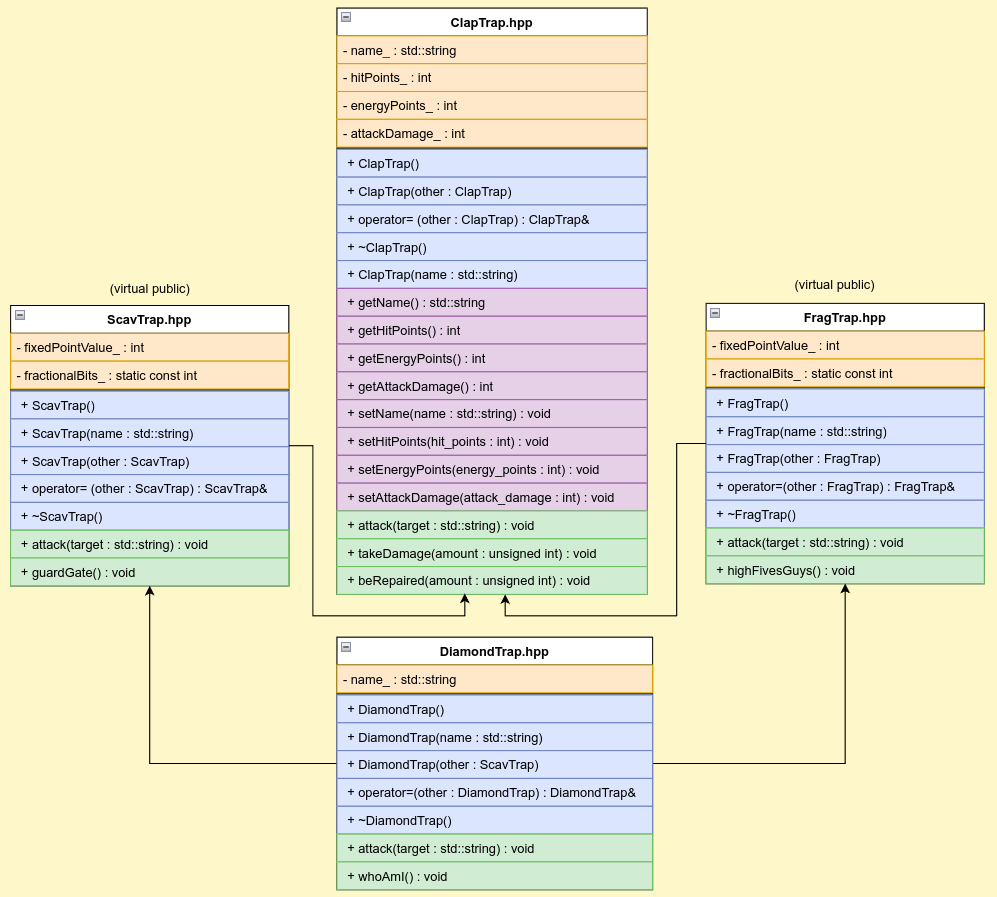 ClapTrap.hpp
- name_ : std::string
- hitPoints_ : int
- energyPoints_ : int
- attackDamage_ : int
+ ClapTrap()
+ ClapTrap(other : ClapTrap)
+ operator= (other : ClapTrap) : ClapTrap&
+ ~ClapTrap()
+ ClapTrap(name : std::string)
+ getName() : std::string
+ getHitPoints() : int
+ getEnergyPoints() : int
+ getAttackDamage() : int
+ setName(name : std::string) : void
+ setHitPoints(hit_points : int) : void
+ setEnergyPoints(energy_points : int) : void
+ setAttackDamage(attack_damage : int) : void
+ attack(target : std::string) : void
+ takeDamage(amount : unsigned int) : void
+ beRepaired(amount : unsigned int) : void
(virtual public)
ScavTrap.hpp
- fixedPointValue_ : int
- fractionalBits_ : static const int
+ ScavTrap()
+ ScavTrap(name : std::string)
+ ScavTrap(other : ScavTrap)
+ operator= (other : ScavTrap) : ScavTrap&
+ ~ScavTrap()
+ attack(target : std::string) : void
+ guardGate() : void
(virtual public)
FragTrap.hpp
- fixedPointValue_ : int
- fractionalBits_ : static const int
+ FragTrap()
+ FragTrap(name : std::string)
+ FragTrap(other : FragTrap)
+ operator=(other : FragTrap) : FragTrap&
+ ~FragTrap()
+ attack(target : std::string) : void
+ highFivesGuys() : void
DiamondTrap.hpp
- name_ : std::string
+ DiamondTrap()
+ DiamondTrap(name : std::string)
+ DiamondTrap(other : ScavTrap)
+ operator=(other : DiamondTrap) : DiamondTrap&
+ ~DiamondTrap()
+ attack(target : std::string) : void
+ whoAmI() : void